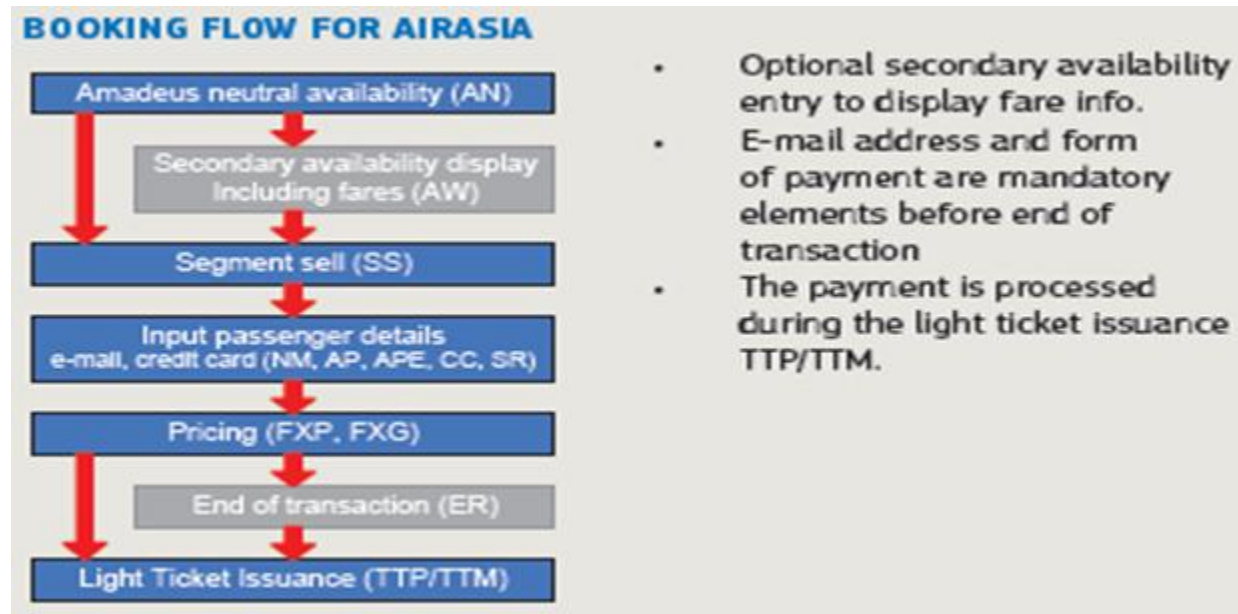 BOOKING FLOW FOR AIRASIA
Amadeus neutral availability (AN)
Secondary availability display
Including fares (AW)
Segment sell (SS)
Input passenger details
e-mail, credit card (NM, AP, APE, CC, SR)
Pricing (FXP, FXG)
End of transaction (ER)
Light Ticket Issuance (TTP/TTM)
• Optional secondary availability
entry to display fare info.
• E-mail address and form
of payment are mandatory
elements before end of
transaction
• The payment is processed
during the light ticket issuance
TTP/TTM.